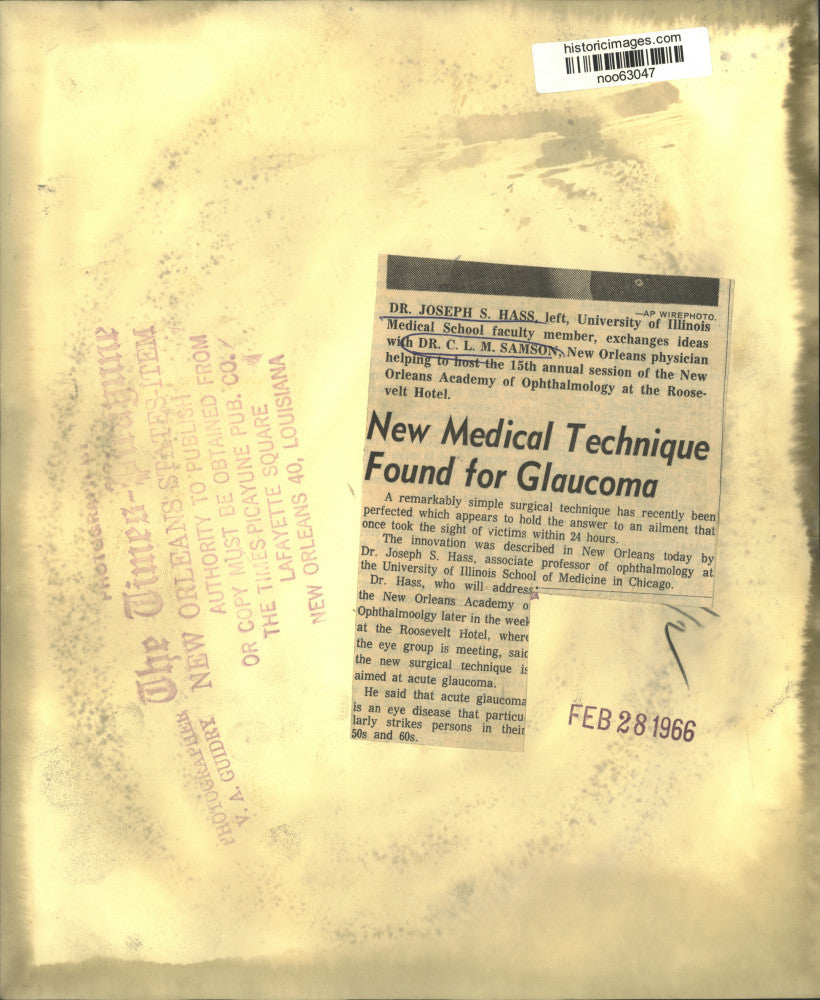 historicimages.com
noo63047
—AP WIREPHOTO.
DR. JOSEPH S. HASS, left, University of Illinois
Medical School faculty member, exchanges ideas
with DR. C. L. M. SAMSON, New Orleans physician
helping to host the 15th annual session of the New
Orleans Academy of Ophthalmology at the Roose-
velt Hotel.
New Medical Technique
Found for Glaucoma
A remarkably simple surgical technique has recently been
perfected which appears to hold the answer to an ailment that
once took the sight of victims within 24 hours.
The innovation was described in New Orleans today by
Dr. Joseph S. Hass, associate professor of ophthalmology at
the University of Illinois School of Medicine in Chicago.
Dr. Hass, who will address
the New Orleans Academy o
Ophthalmoolgy later in the week
at the Roosevelt Hotel, where
the eye group is meeting, said
the new surgical technique is
aimed at acute glaucoma.
He said that acute glaucoma
is an eye disease that particu-
larly strikes persons in their
50s and 60s.
FEB 28 1966
PHOTOGRAPH BY
The Times-Picayune
NEW ORLEANS STATES-ITEM
AUTHORITY TO PUBLISH
OR COPY MUST BE OBTAINED FROM
THE TIMES-PICAYUNE PUB. CO.
LAFAYETTE SQUARE
NEW ORLEANS 40, LOUISIANA
PHOTOGRAPHER
V. A. GUIDRY